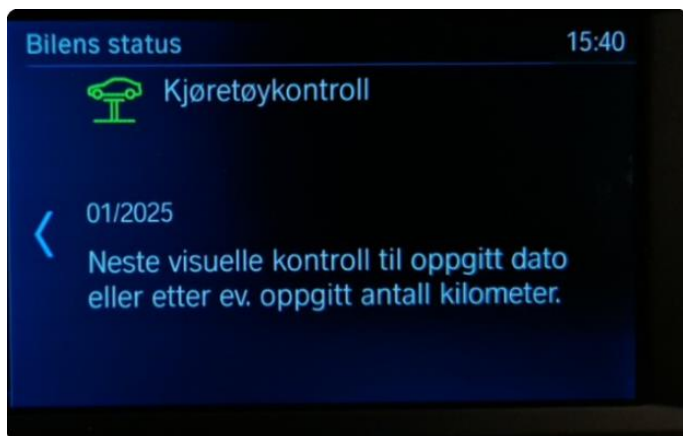 Bilens status 15:40
Kjøretøykontroll
01/2025
Neste visuelle kontroll til oppgitt dato
eller etter ev. oppgitt antall kilometer.